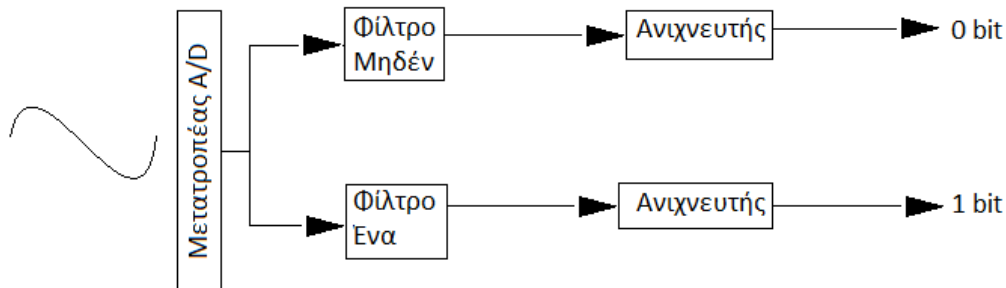 Μετατροπέας A/D
Φίλτρο
Μηδέν
Ανιχνευτής
0 bit
Φίλτρο
Ένα
Ανιχνευτής
1 bit